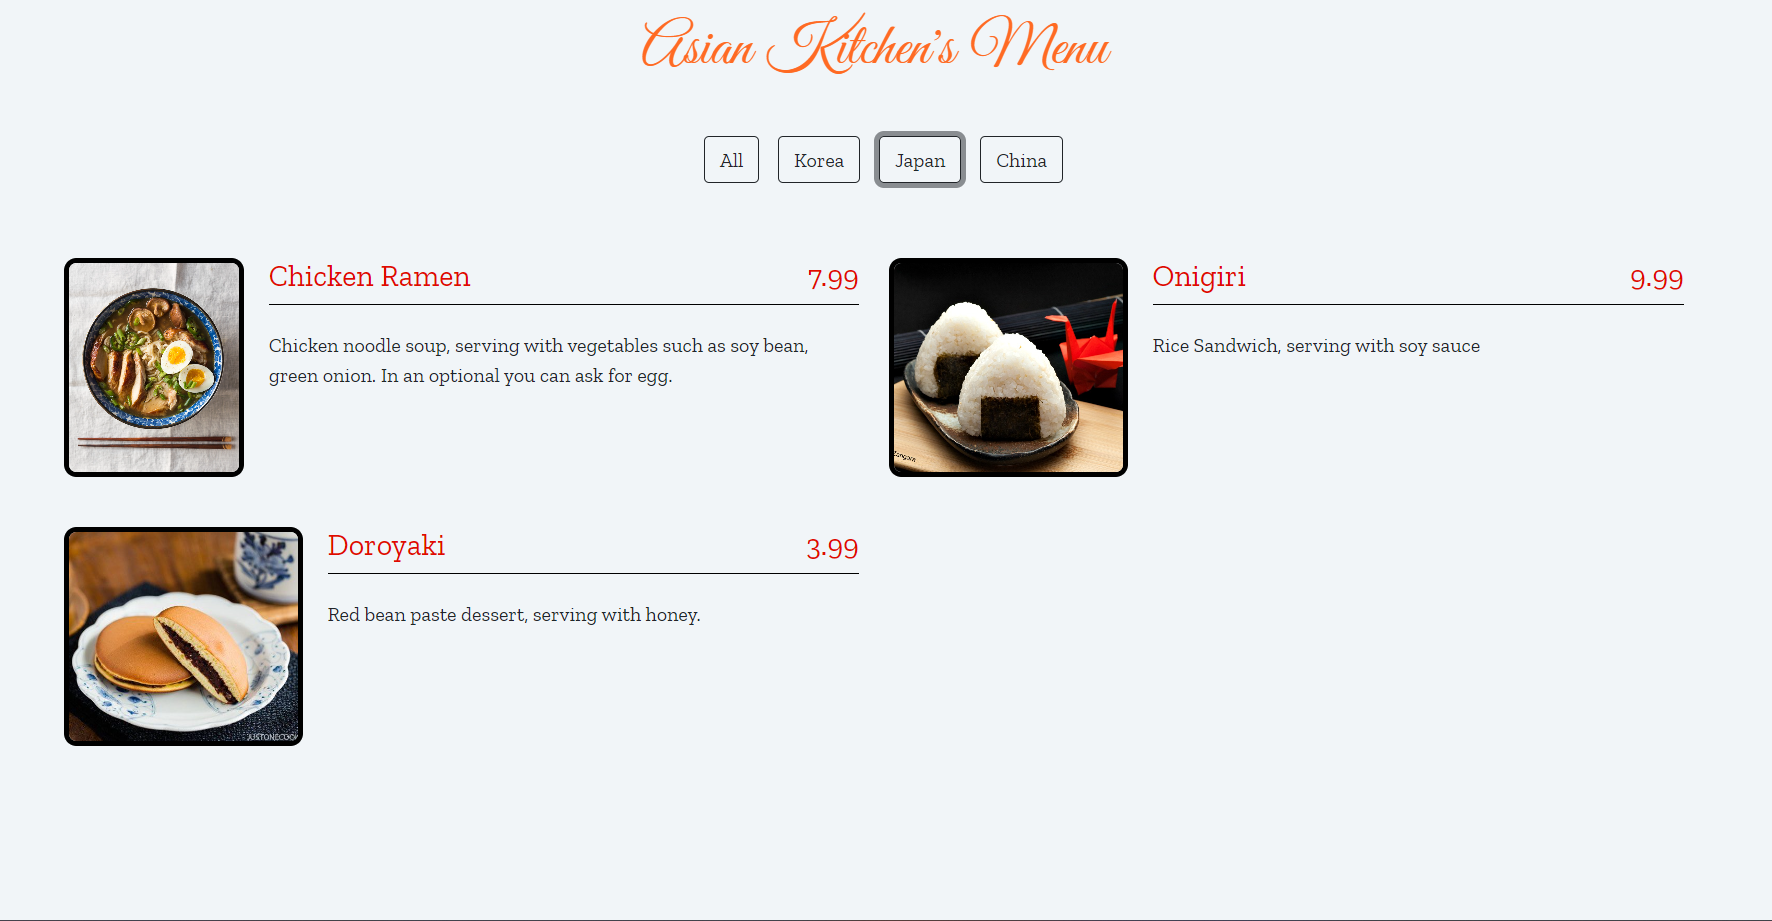 Asian Kitchen's Menu
All
Korea
Japan
China
Chicken Ramen
7.99
Chicken noodle soup, serving with vegetables such as soy bean,
green onion. In an optional you can ask for egg.
Onigiri
9.99
Rice Sandwich, serving with soy sauce
Doroyaki
3.99
Red bean paste dessert, serving with honey.